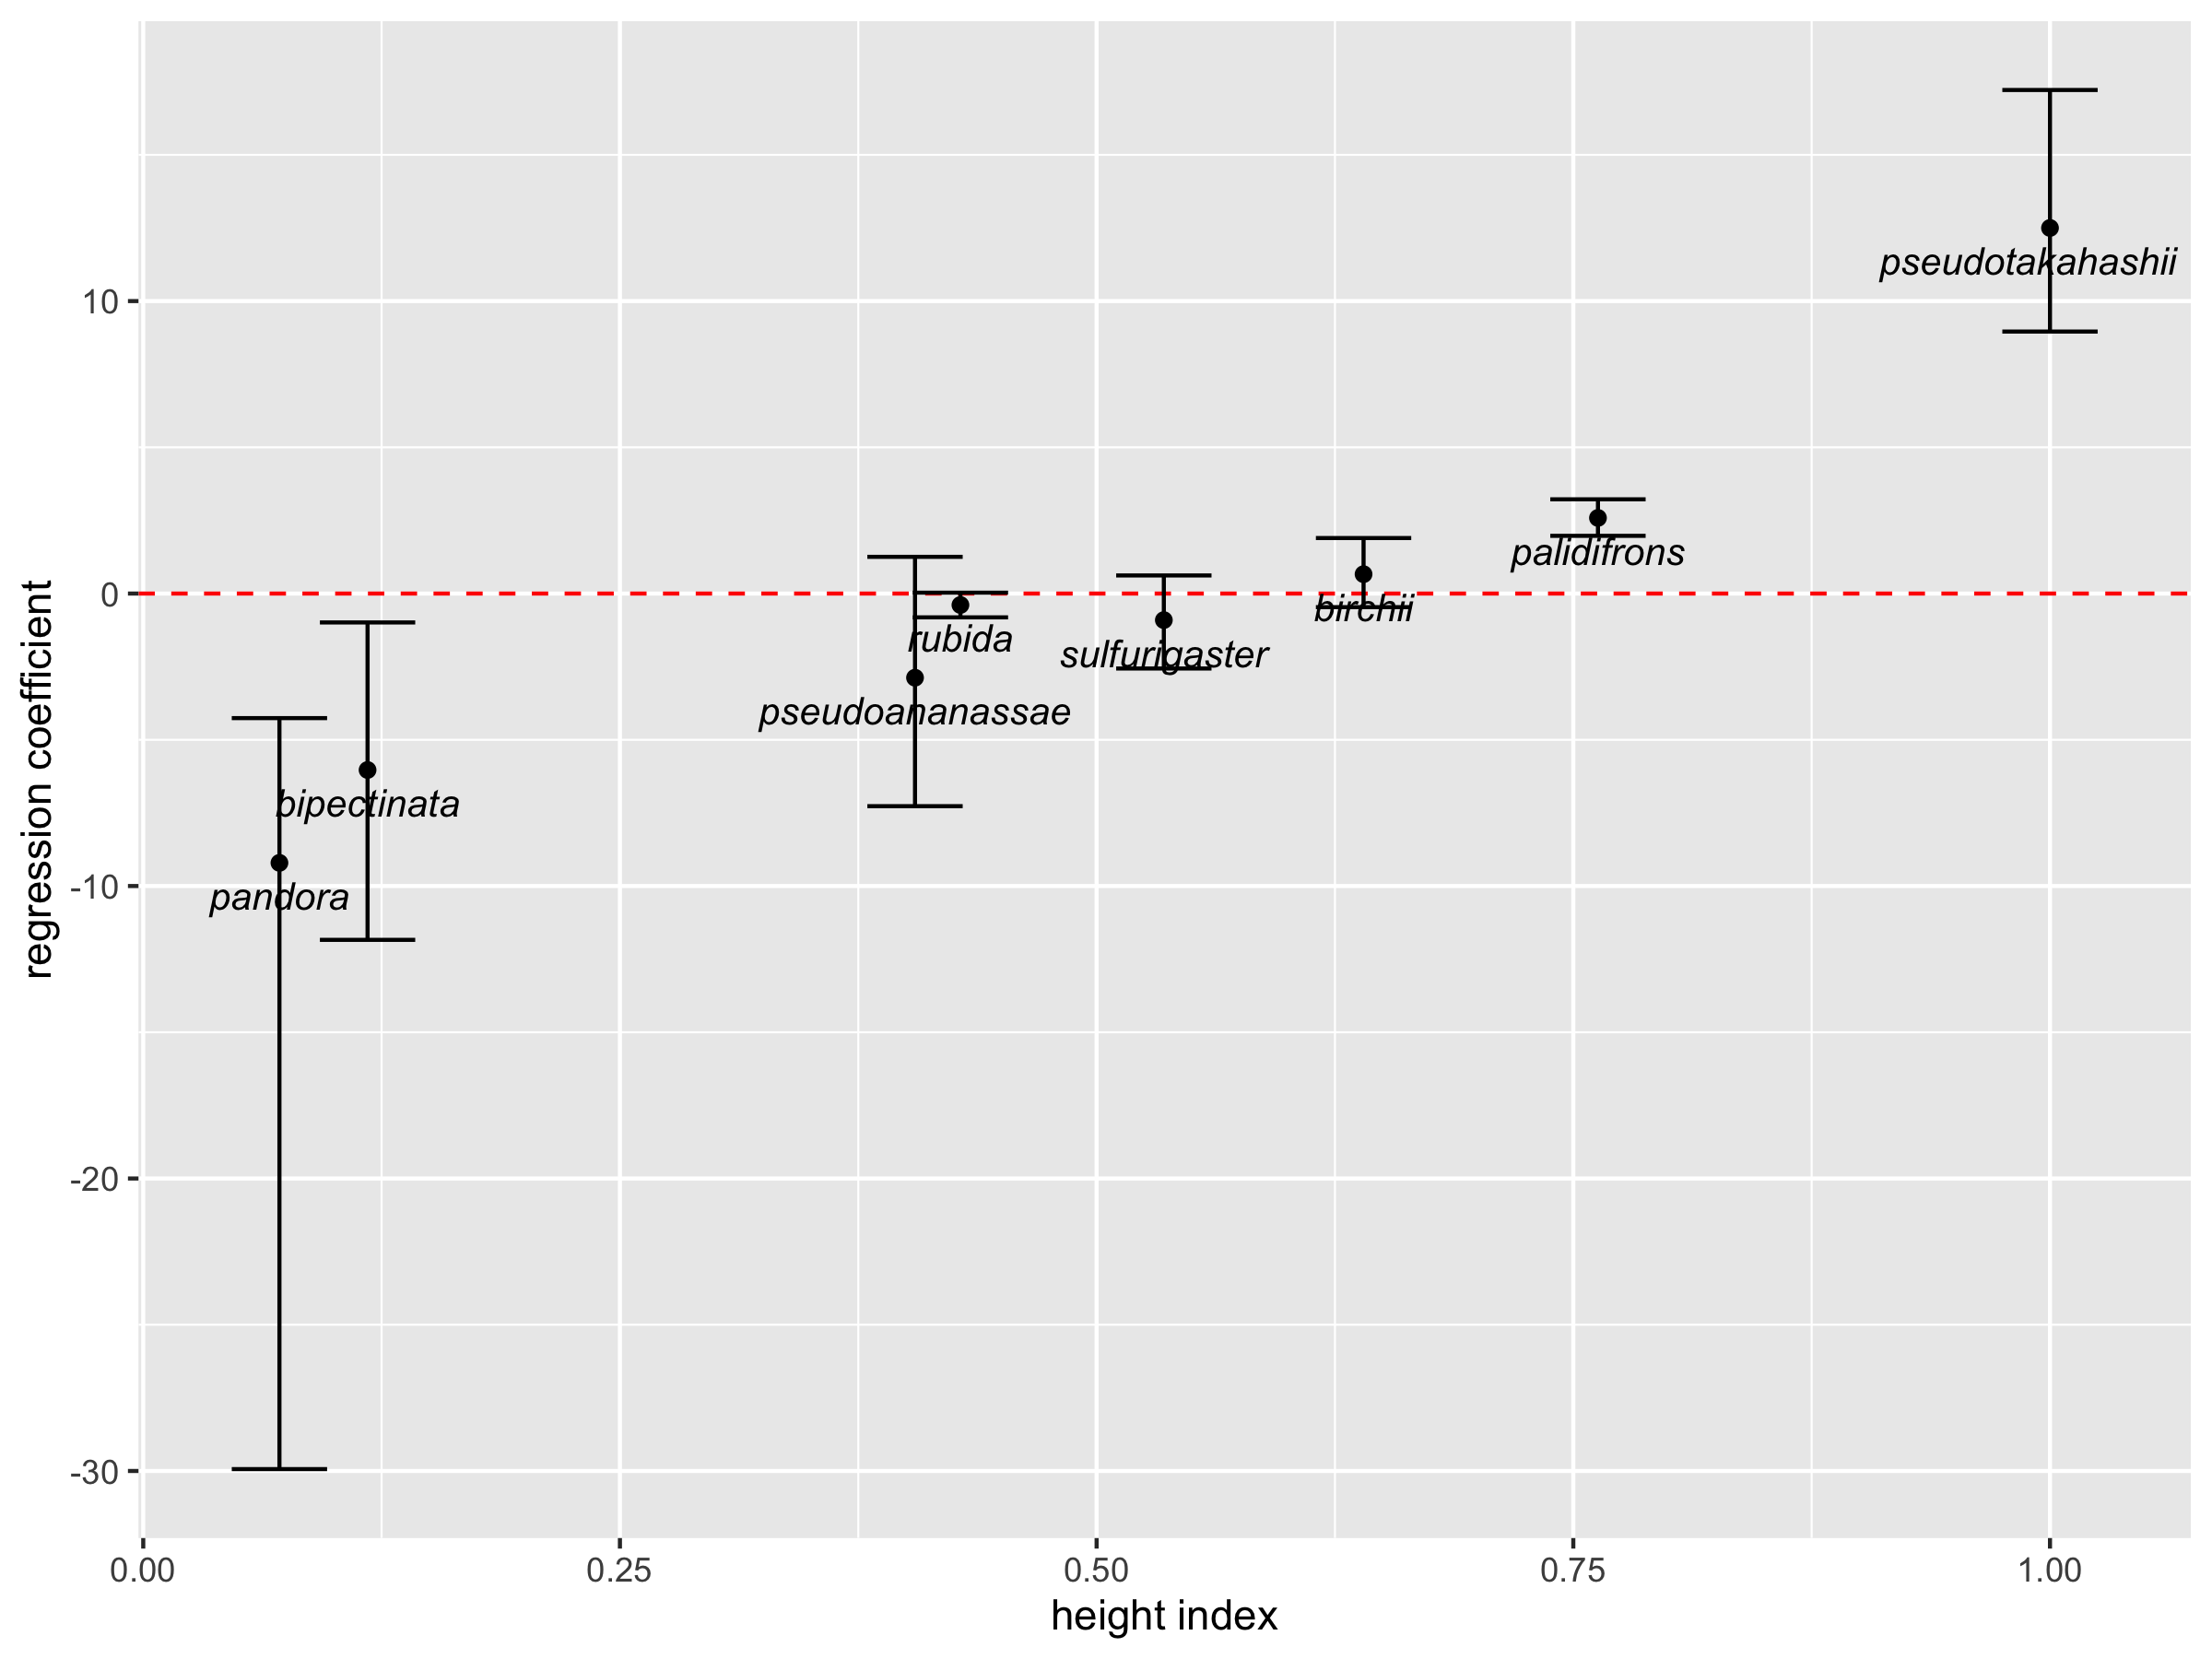 pseudotakahashii
10
palidifrons
0
birchii
rubida
sulfurigaster
pseudoananassae
bipectinata
-10
pandora
-20
-30
regression coefficient
0.00 0.25 0.50 0.75 1.00
height index